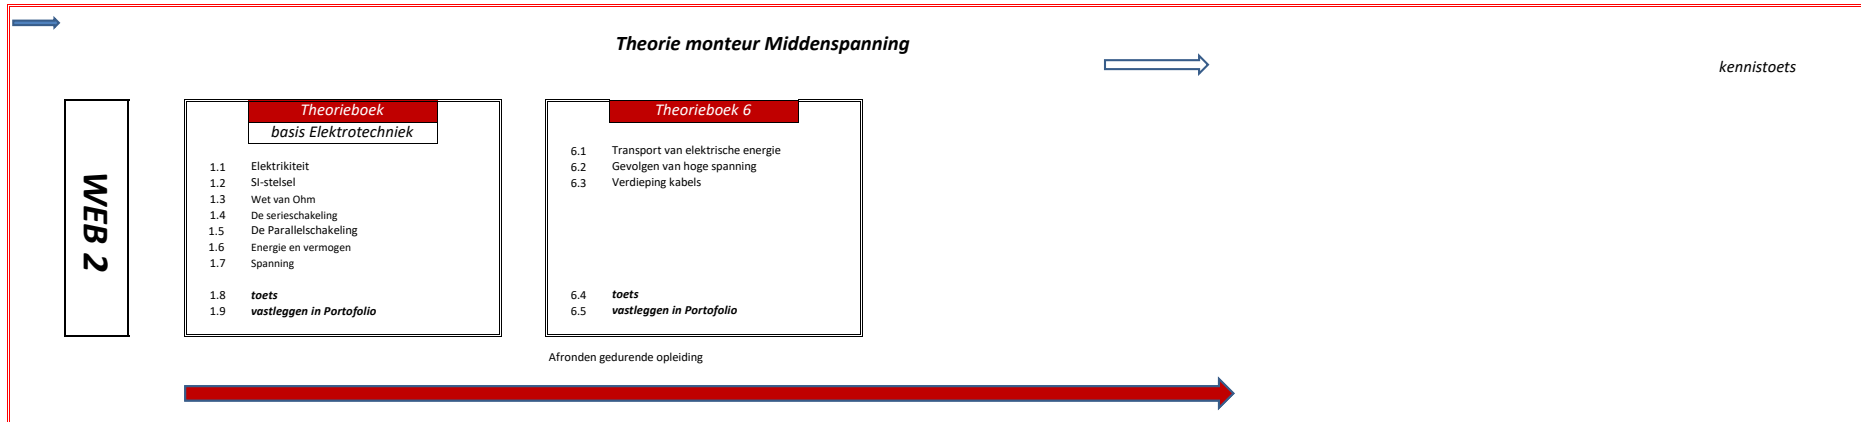 Theorie monteur Middenspanning
kennistoets
WEB 2
Theorieboek
basis Elektrotechniek
1.1 Elektrikiteit
1.2 SI-stelsel
1.3 Wet van Ohm
1.4 De serieschakeling
1.5 De Parallelschakeling
1.6 Energie en vermogen
1.7 Spanning
1.8 toets
1.9 vastleggen in Portofolio
Theorieboek 6
6.1 Transport van elektrische energie
6.2 Gevolgen van hoge spanning
6.3 Verdieping kabels
6.4 toets
6.5 vastleggen in Portofolio
Afronden gedurende opleiding